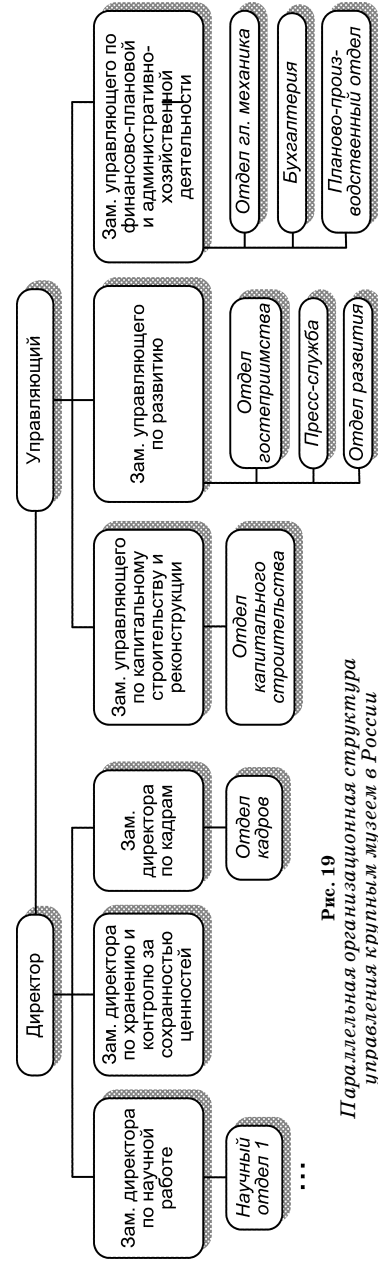 Директор
Управляющий
Зам. директора
по научной
работе
Зам. директора
по хранению и
контролю за
сохранностью
ценностей
Зам.
директора
по кадрам
Зам. управляющего
по капитальному
строительству и
реконструкции
Зам. управляющего
по развитию
Зам. управляющего по
финансово-плановой
и административно-
хозяйственной
деятельности
Научный
отдел 1
...
Отдел
кадров
Отдел
капитального
строительства
Отдел
гостеприимства
Пресс-служба
Отдел развития
Отдел гл. механика
Бухгалтерия
Планово-произ-
водственный отдел
Рис. 19
Параллельная организационная структура
управления крупным музеем в России